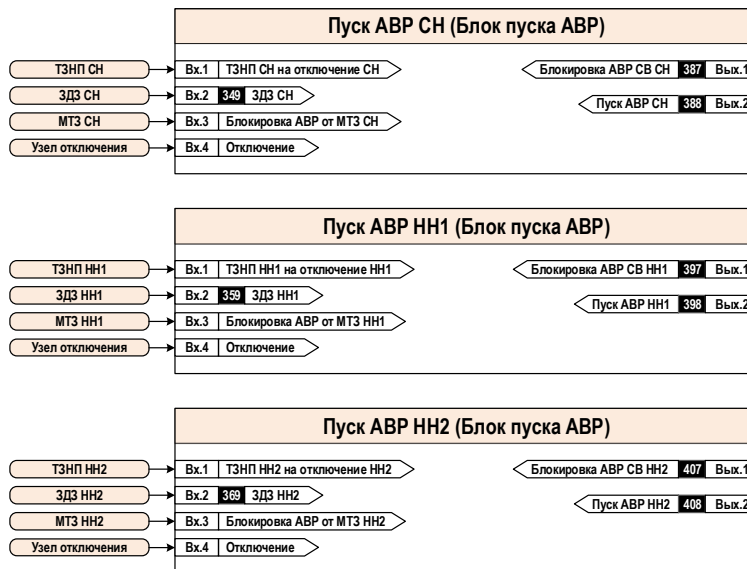 Пуск АВР СН (Блок пуска АВР)
ТЗНП СН Вх.1 ТЗНП СН на отключение СН Блокировка АВР СВ СН 387 Вых.1
ЗДЗ СН Вх.2 349 ЗДЗ СН Пуск АВР СН 388 Вых.2
МТЗ СН Вх.3 Блокировка АВР от МТЗ СН
Узел отключения Вх.4 Отключение
Пуск АВР НН1 (Блок пуска АВР)
ТЗНП НН1 Вх.1 ТЗНП НН1 на отключение НН1 Блокировка АВР СВ НН1 397 Вых.1
ЗДЗ НН1 Вх.2 359 ЗДЗ НН1 Пуск АВР НН1 398 Вых.2
МТЗ НН1 Вх.3 Блокировка АВР от МТЗ НН1
Узел отключения Вх.4 Отключение
Пуск АВР НН2 (Блок пуска АВР)
ТЗНП НН2 Вх.1 ТЗНП НН2 на отключение НН2 Блокировка АВР СВ НН2 407 Вых.1
ЗДЗ НН2 Вх.2 369 ЗДЗ НН2 Пуск АВР НН2 408 Вых.2
МТЗ НН2 Вх.3 Блокировка АВР от МТЗ НН2
Узел отключения Вх.4 Отключение